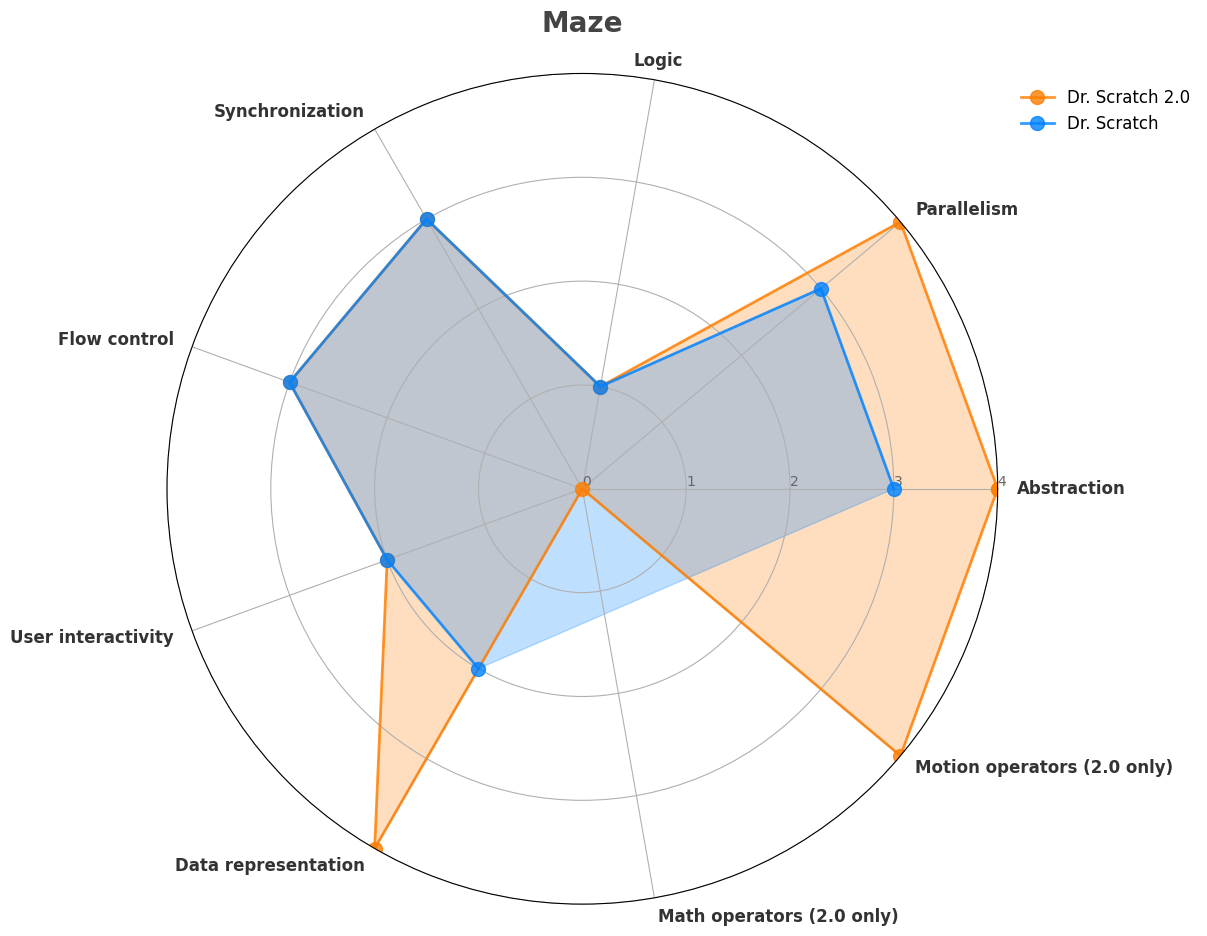 Maze
Logic
Dr. Scratch 2.0
Dr. Scratch
Synchronization
Parallelism
Flow control
0 1 2 3 4
Abstraction
User interactivity
Motion operators (2.0 only)
Data representation
Math operators (2.0 only)